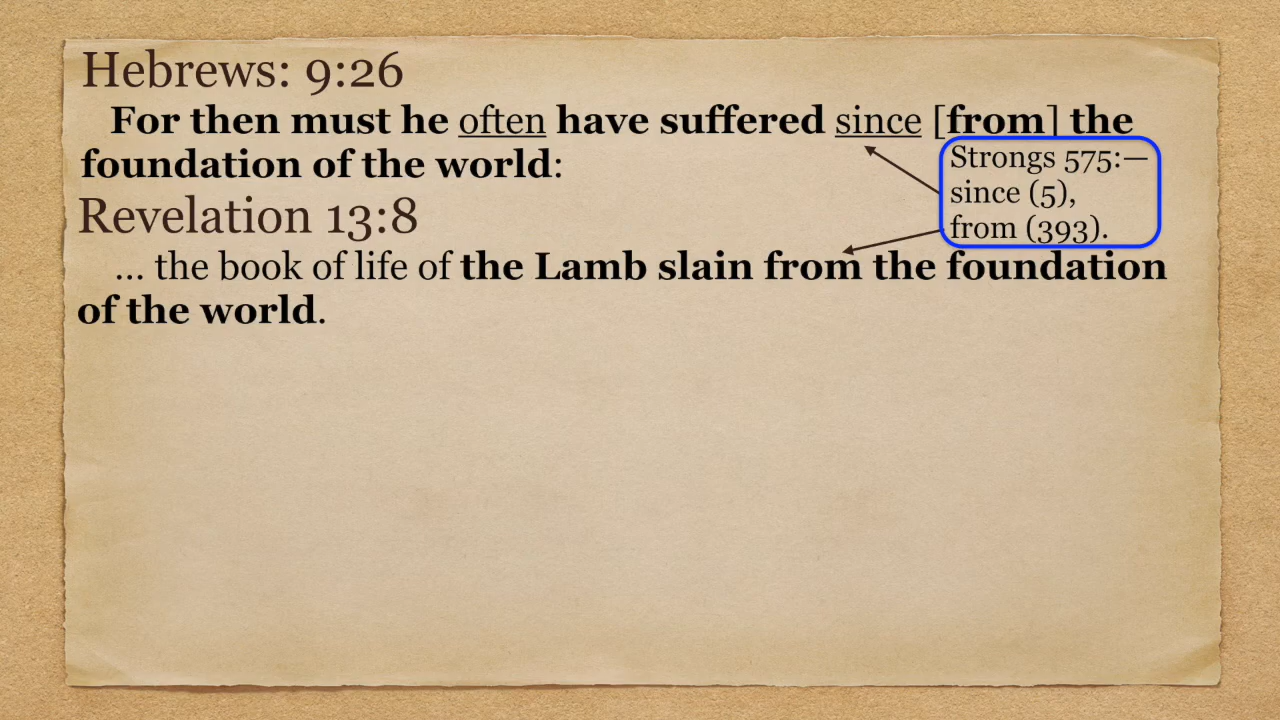 Hebrews: 9:26
For then must he often have suffered since [from] the
foundation of the world:
Strongs 575:—
since (5),
from (393).
Revelation 13:8
... the book of life of the Lamb slain from the foundation
of the world.